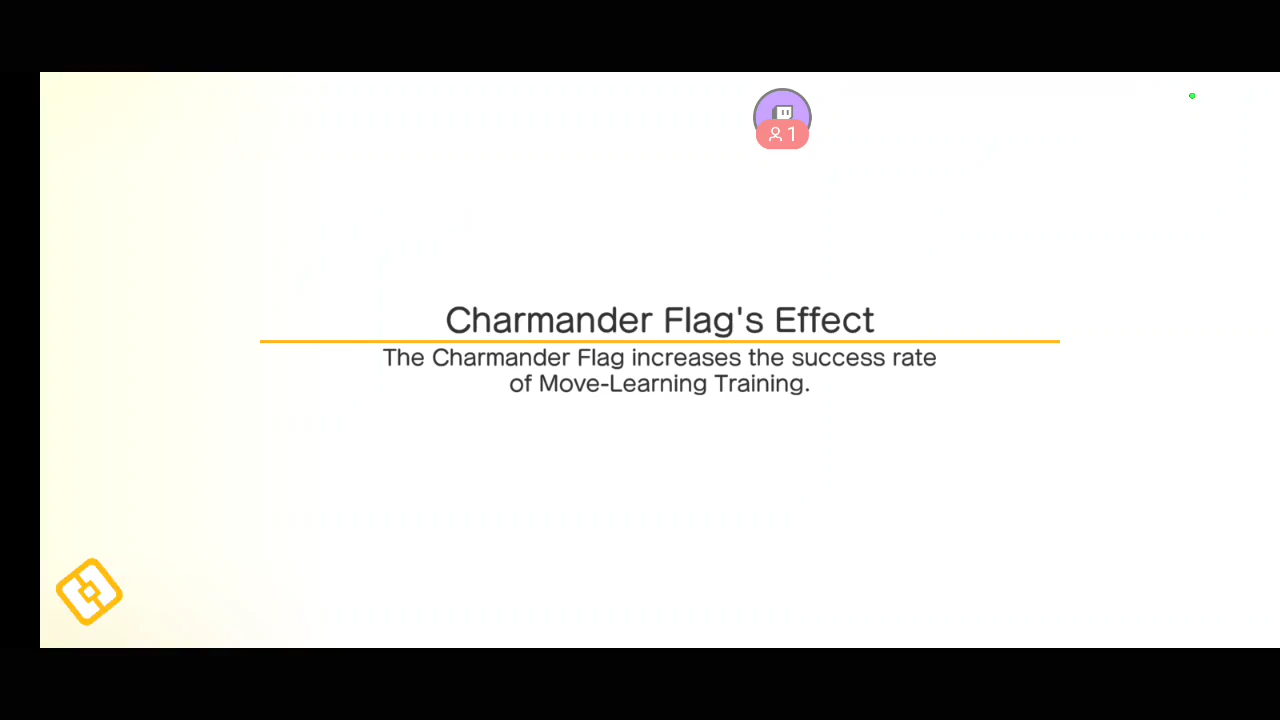 1
Charmander Flag's Effect
The Charmander Flag increases the success rate
of Move-Learning Training.